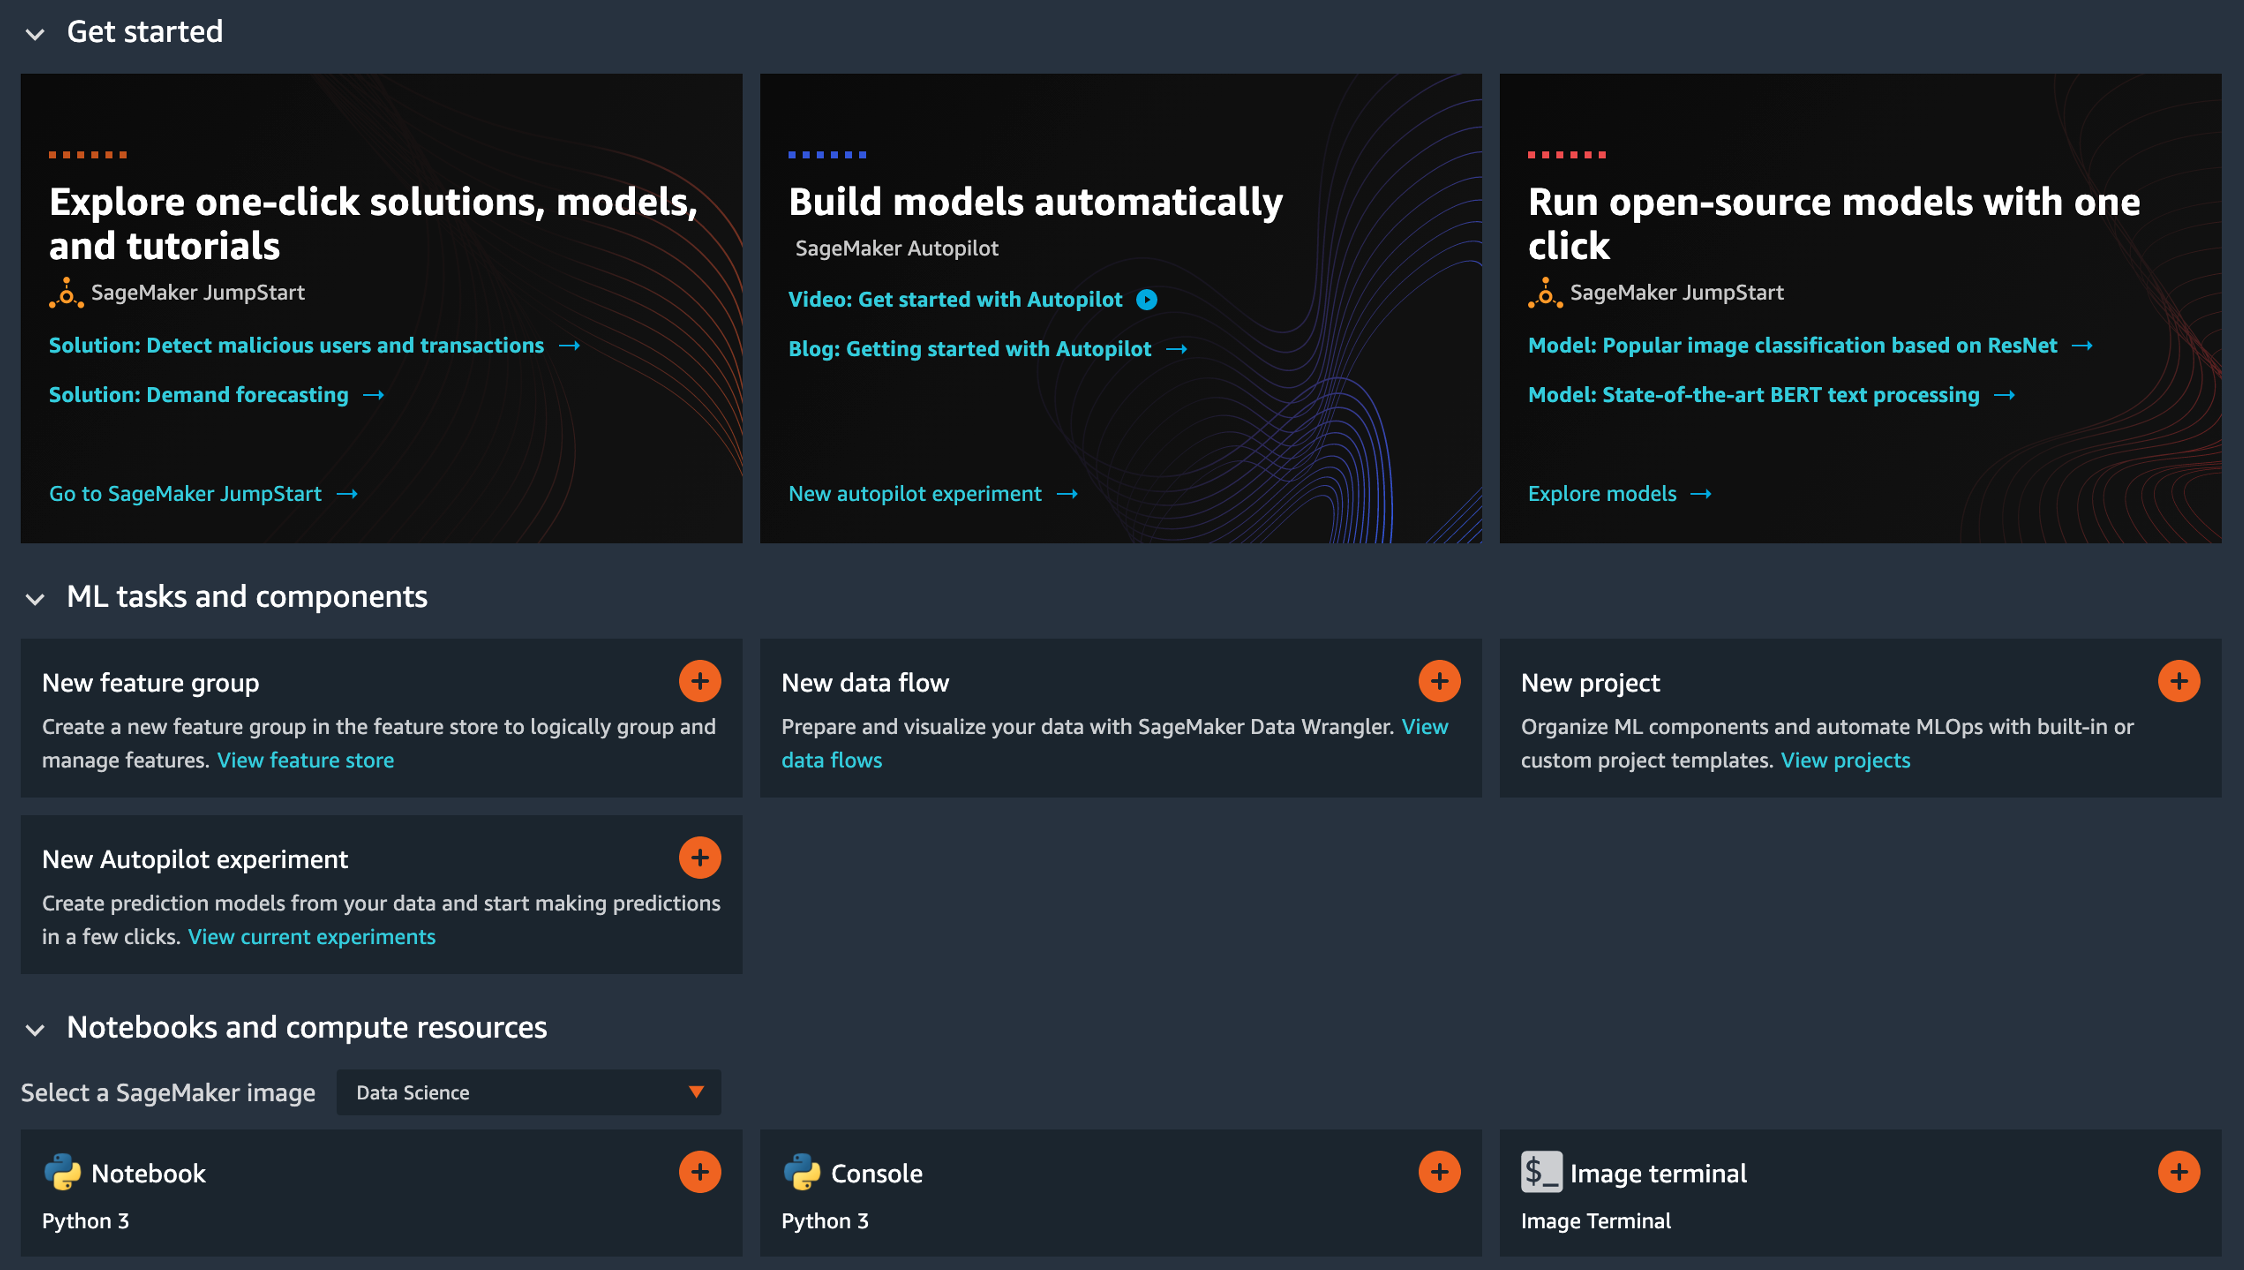 Get started
Explore one-click solutions, models,
and tutorials
SageMaker JumpStart
Solution: Detect malicious users and transactions →
Solution: Demand forecasting →
Go to SageMaker JumpStart →
Build models automatically
SageMaker Autopilot
Video: Get started with Autopilot
Blog: Getting started with Autopilot →
New autopilot experiment →
Run open-source models with one
click
SageMaker JumpStart
Model: Popular image classification based on ResNet →
Model: State-of-the-art BERT text processing →
Explore models →
ML tasks and components
New feature group
Create a new feature group in the feature store to logically group and
manage features. View feature store
New data flow
Prepare and visualize your data with SageMaker Data Wrangler. View
data flows
New project
Organize ML components and automate MLOps with built-in or
custom project templates. View projects
New Autopilot experiment
Create prediction models from your data and start making predictions
in a few clicks. View current experiments
Notebooks and compute resources
Select a SageMaker image
Data Science
Notebook
Python 3
Console
Python 3
$_ Image terminal
Image Terminal